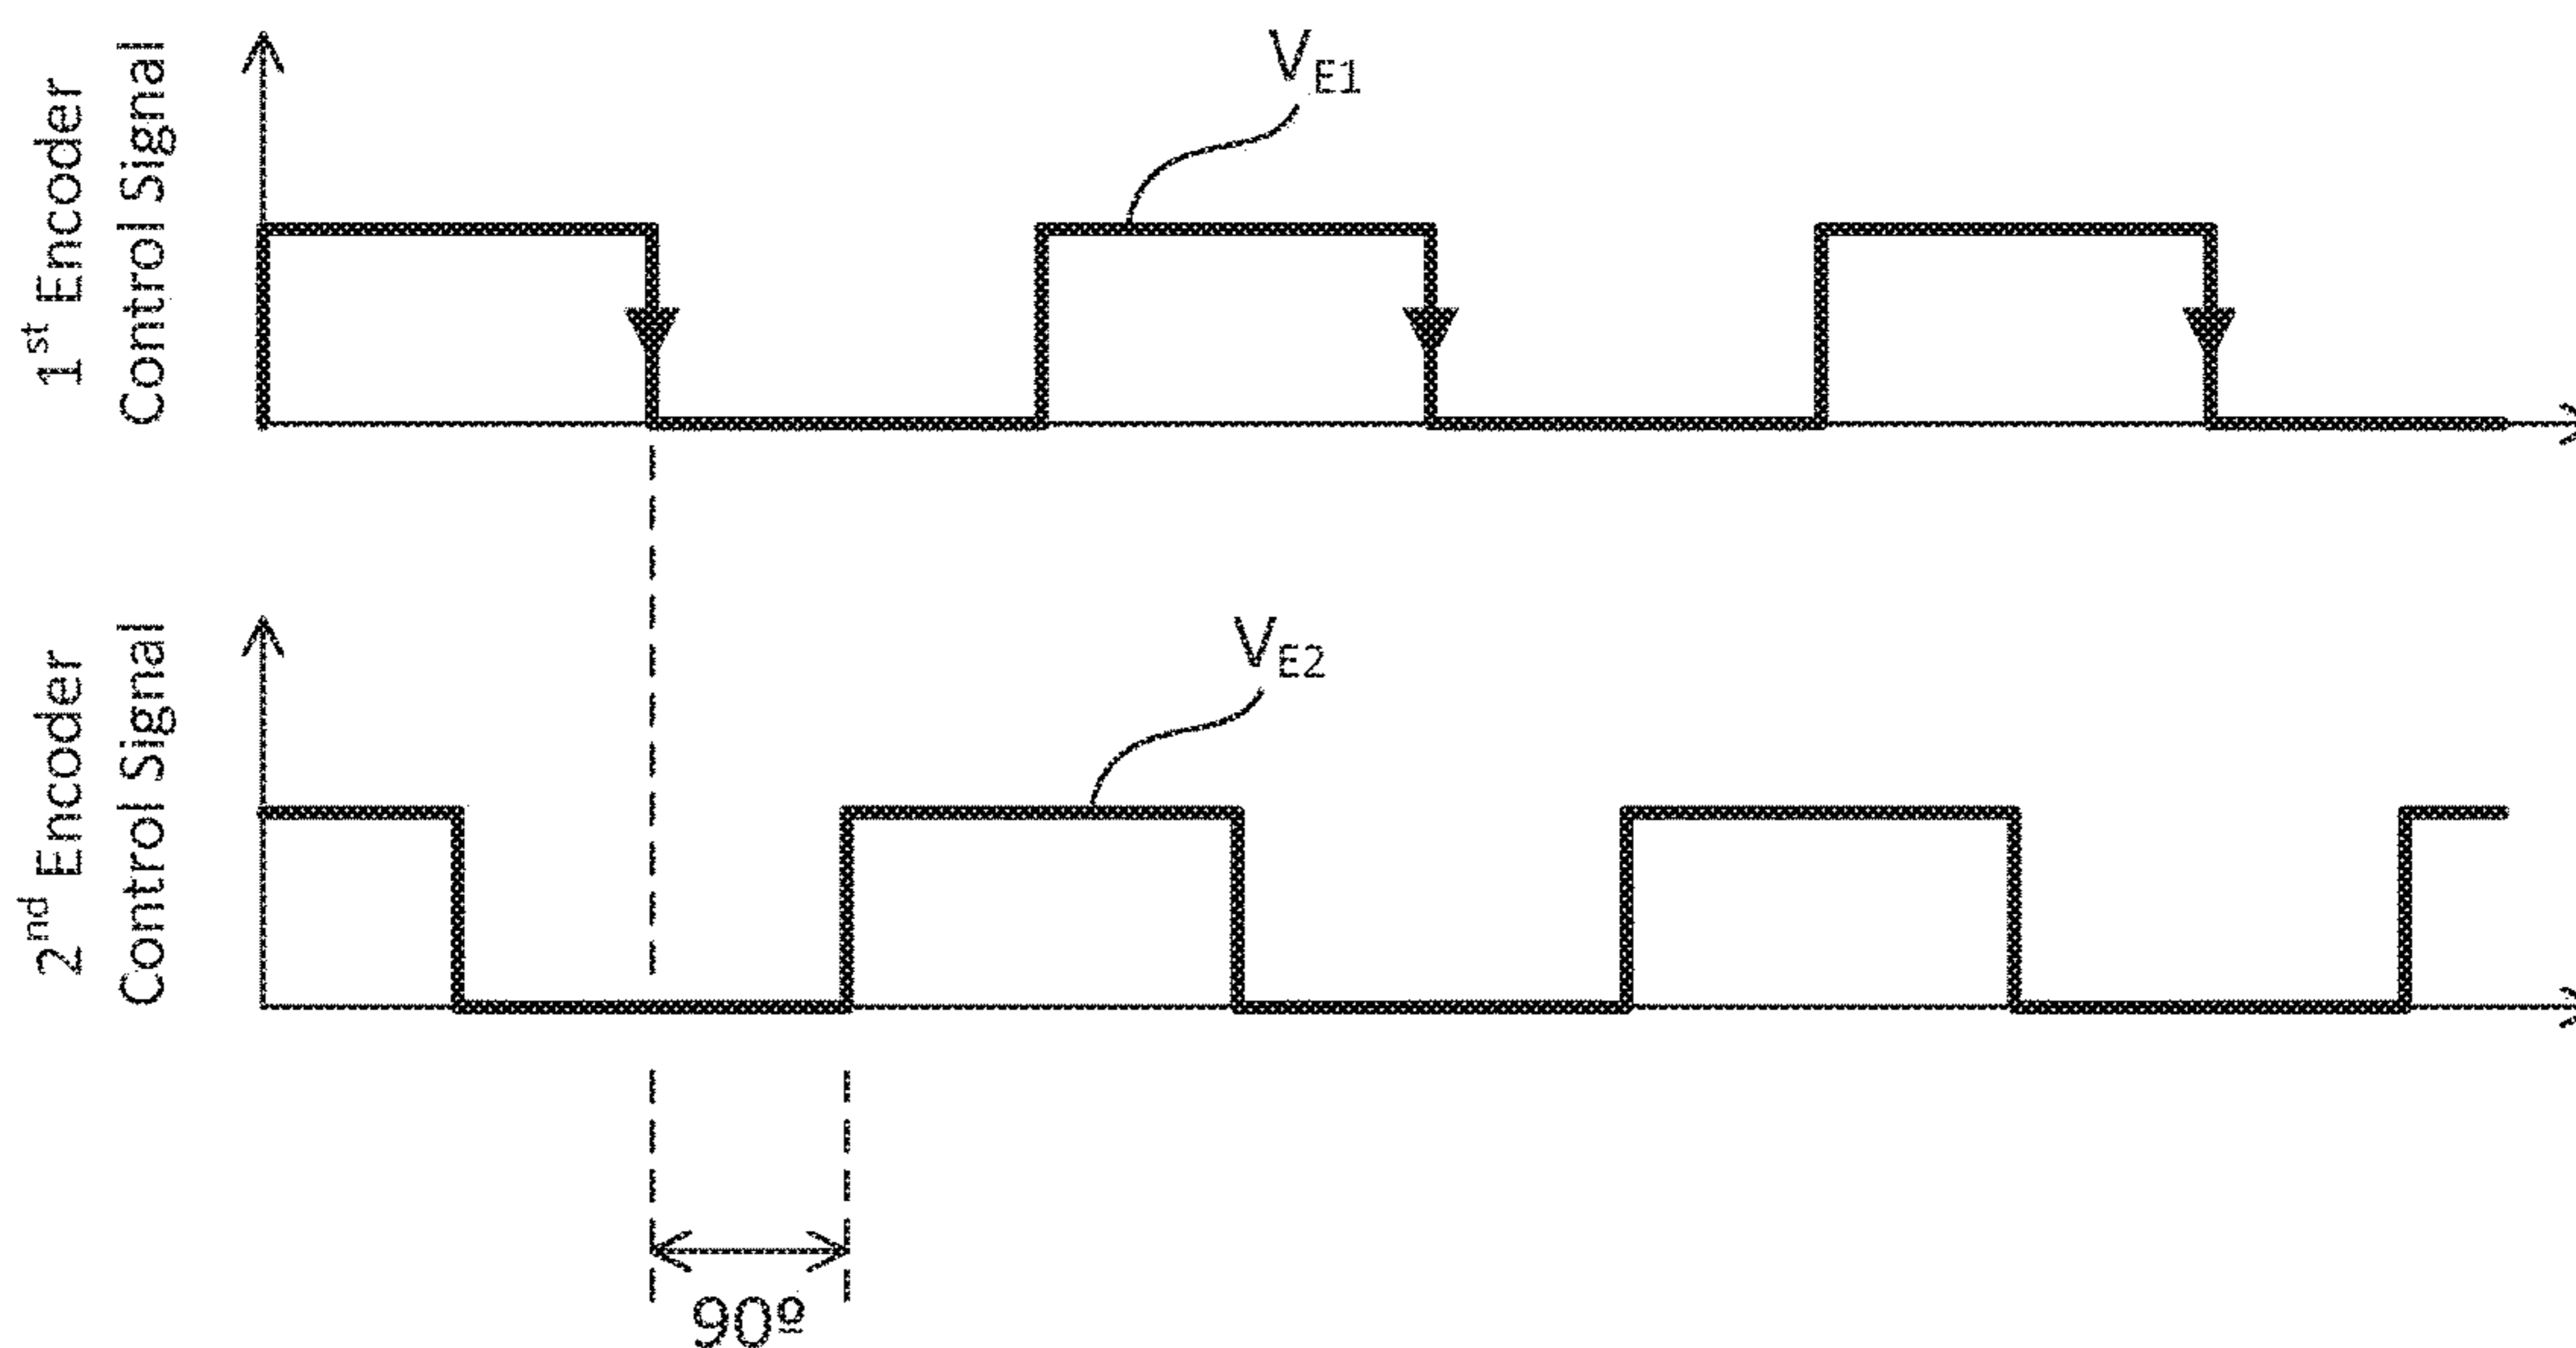 1st Encoder
Control Signal
VE1
2nd Encoder
Control Signal
VE2
90º